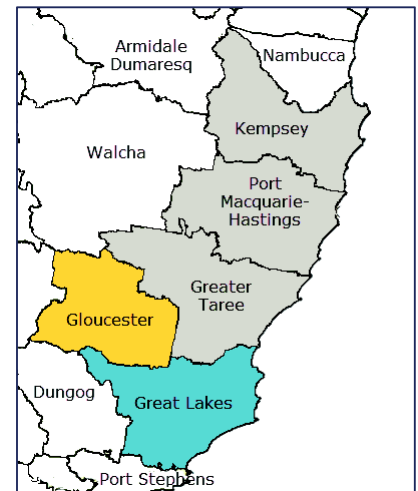 Armidale
Dumaresq
Nambucca
Kempsey
Walcha
Port
Macquarie-
Hastings
Greater
Taree
Gloucester
Dungog
Great Lakes
Port Stephens